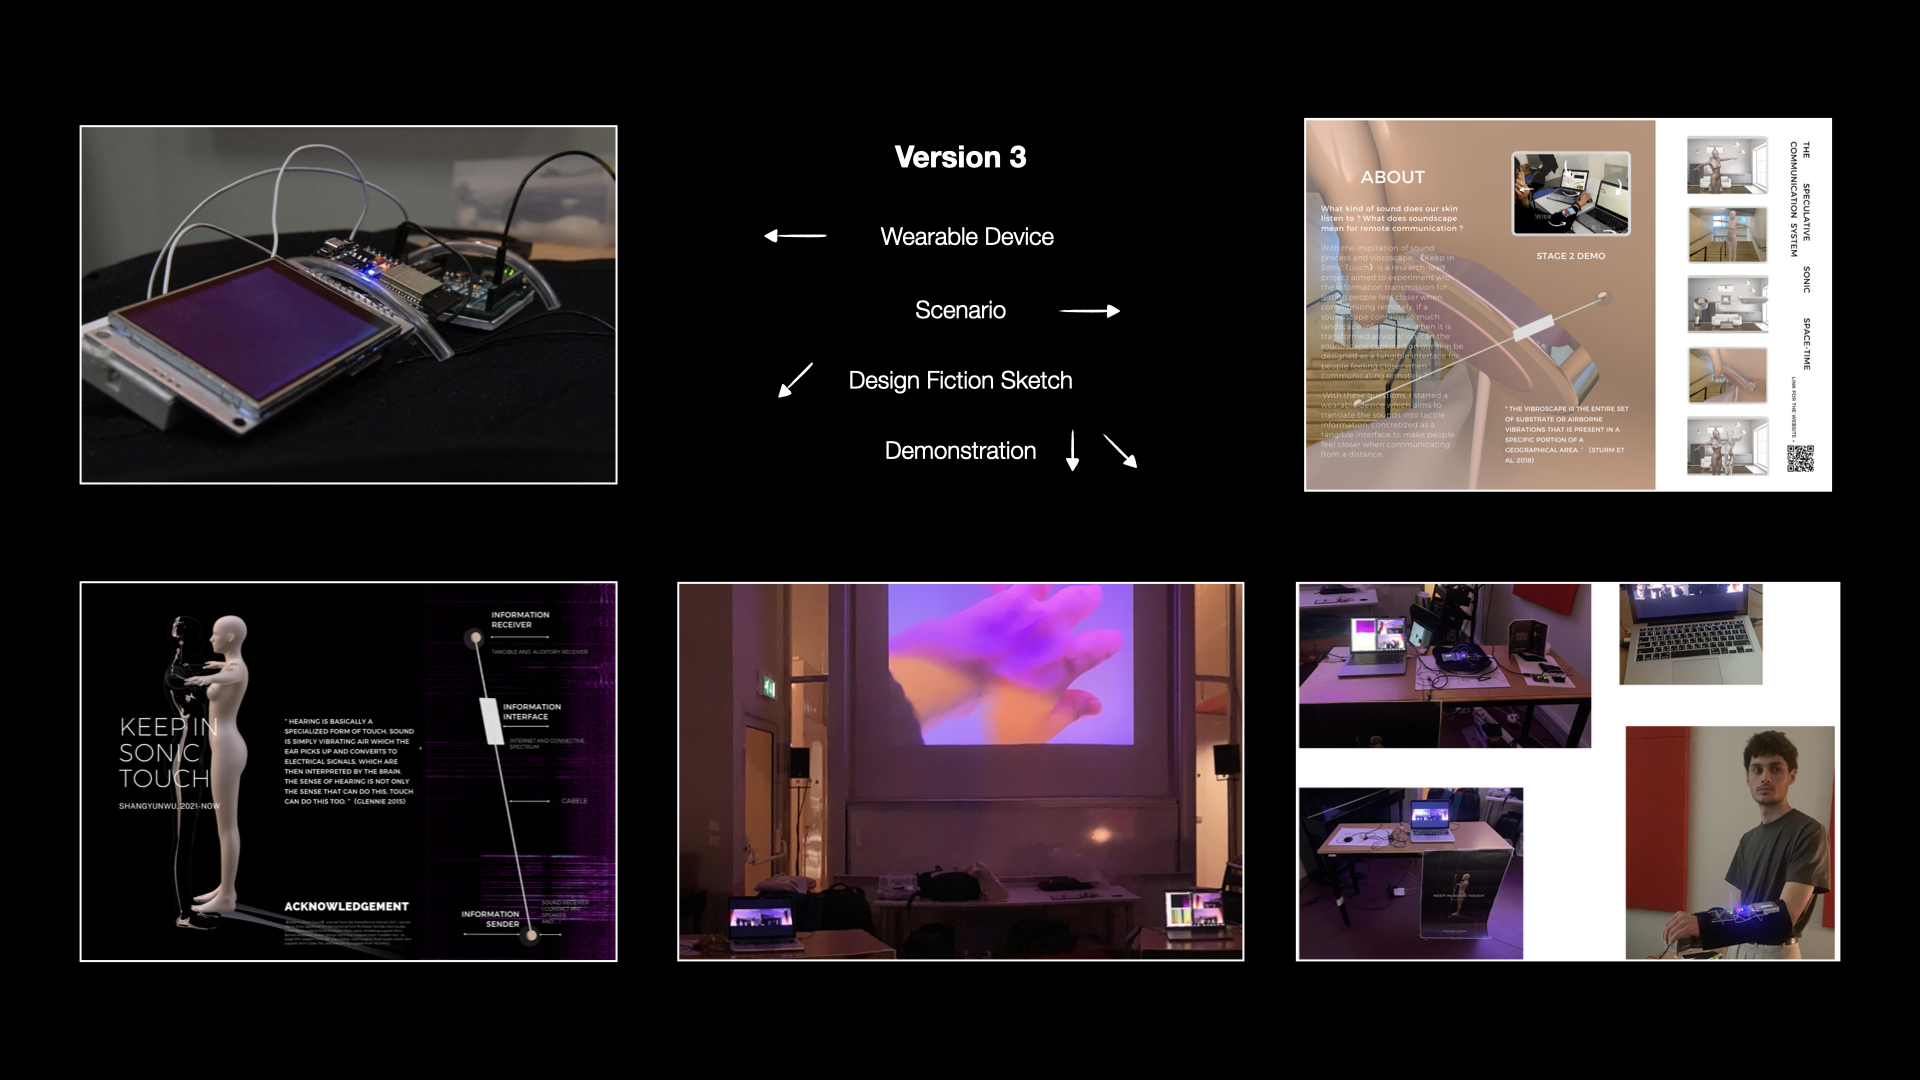 Version 3
Wearable Device
Scenario
Design Fiction Sketch
Demonstration
ABOUT
What kind of sound does our skin
listen to ? What does soundscape
mean for remote communication ?
With the inspiration of sound
process and vibroscape, 《Keep in
Sonic Touch》 is a research-lead
project aimed to experiment with
the information transmission for
letting people feel closer when
communiting remotely. If a
soundscape contains so much
landscape information, when it is
transformed as vibration, can the
soundscape captured on our skin be
designed as a tangible interface for
people feeling closer when
communicating remotely?
With these questions, I started a
wearable device which aims to
translate the sounds into tactile
information, concretized as a
tangible interface to make people
feel closer when communicating
from a distance.
STAGE 2 DEMO
" THE VIBROSCAPE IS THE ENTIRE SET
OF SUBSTRATE OR AIRBORNE
VIBRATIONS THAT IS PRESENT IN A
SPECIFIC PORTION OF A
GEOGRAPHICAL AREA. " (STURM ET
AL. 2018)
THE SPECULATIVE SONIC SPACE-TIME
COMMUNICATION SYSTEM
LINK FOR THE WEBSITE
KEEP IN
SONIC
TOUCH
SHANGYUNWU, 2021-NOW
" HEARING IS BASICALLY A
SPECIALIZED FORM OF TOUCH. SOUND
IS SIMPLY VIBRATING AIR WHICH THE
EAR PICKS UP AND CONVERTS TO
ELECTRICAL SIGNALS, WHICH ARE
THEN INTERPRETED BY THE BRAIN.
THE SENSE OF HEARING IS NOT ONLY
THE SENSE THAT CAN DO THIS, TOUCH
CAN DO THIS TOO. " (GLENNIE 2015)
ACKNOWLEDGEMENT
INFORMATION
RECEIVER
TANGIBLE AND AUDITORY RECEIVER
INFORMATION
INTERFACE
INTERNET AND CONNECTIVE
SPECTRUM
CABELE
INFORMATION
SENDER
SOUND RECEIVER
( CONTACT MIC,
SPEAKER
KEEP IN SONIC TOUCH